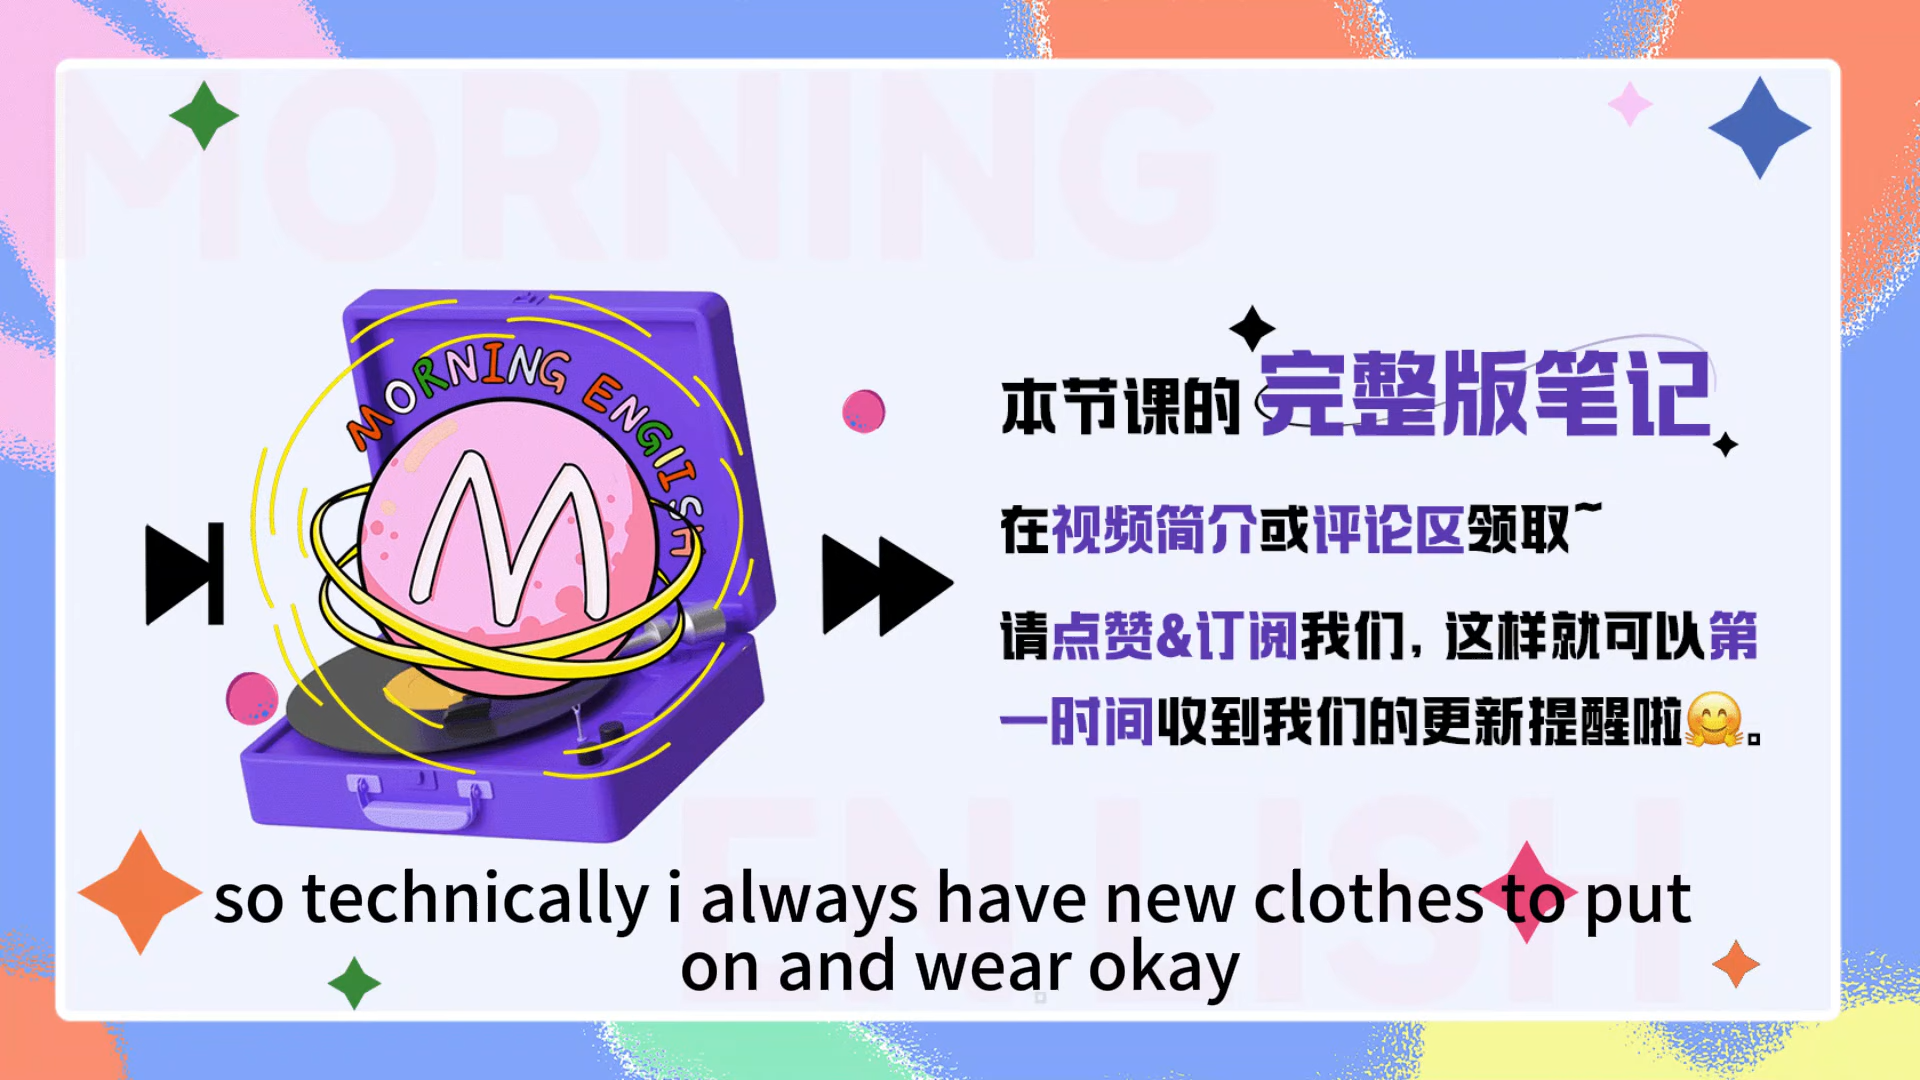 MORNING
MORNING ENGlISH
M
本节课的 完整版笔记
在视频简介或评论区领取~
请点赞&订阅我们,这样就可以第
一时间收到我们的更新提醒啦🤗。
so technically i always have new clothes to put
on and wear okay